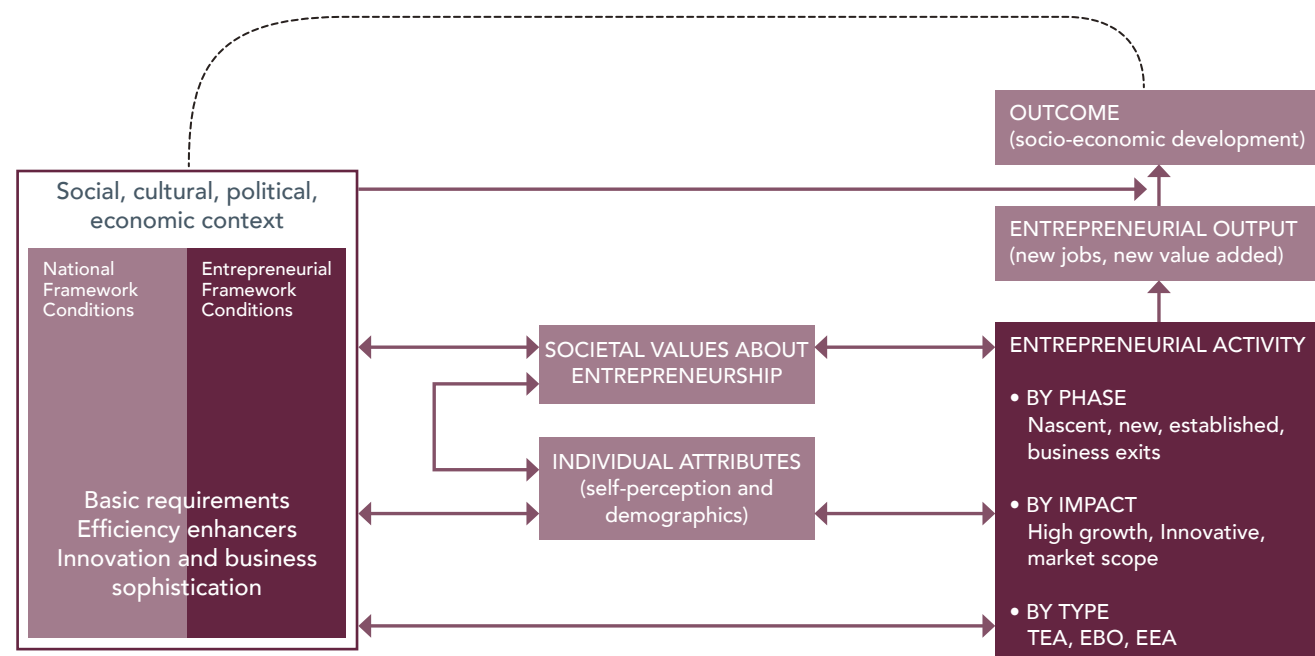 OUTCOME
(socio-economic development)
Social, cultural, political,
economic context
ENTREPRENEURIAL OUTPUT
(new jobs, new value added)
National
Framework
Conditions
Entrepreneurial
Framework
Conditions
Basic requirements
Efficiency enhancers
Innovation and business
sophistication
SOCIETAL VALUES ABOUT
ENTREPRENEURSHIP
INDIVIDUAL ATTRIBUTES
(self-perception and
demographics)
ENTREPRENEURIAL ACTIVITY
• BY PHASE
Nascent, new, established,
business exits
• BY IMPACT
High growth, Innovative,
market scope
• BY TYPE
TEA, EBO, EEA